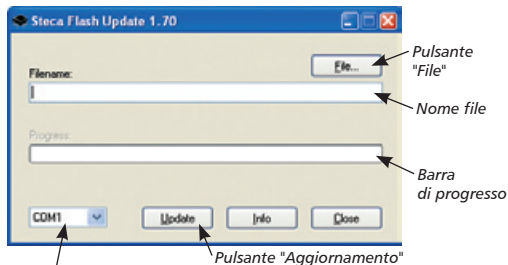 Steca Flash Update 1.70
Pulsante
"File"
File...
Filename:
Nome file
Progress:
Barra
di progresso
COM1
Update
Info
Close
Pulsante "Aggiornamento"